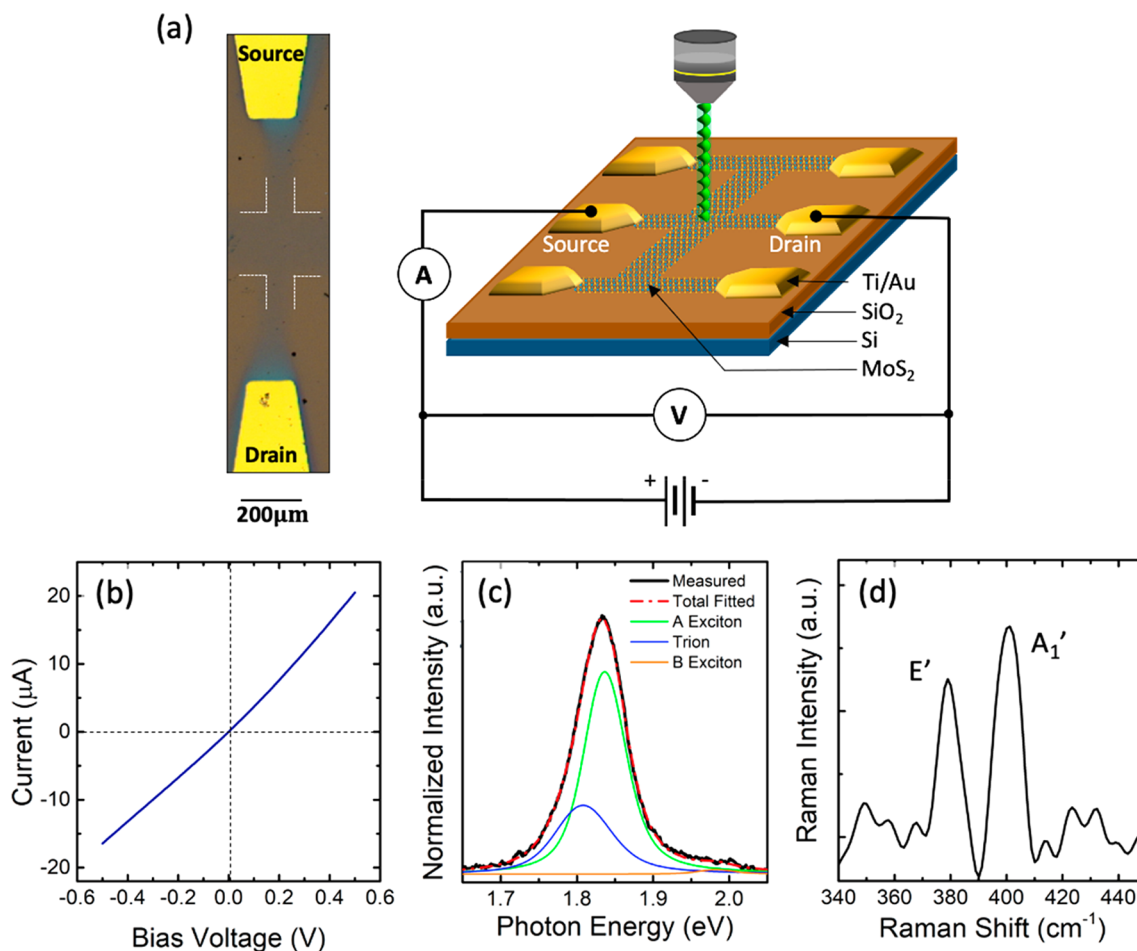 (a)
Source
Drain
200μm
A
Source
Drain
Ti/Au
SiO₂
Si
MoS₂
V
+ -
(b)
20
10
0
-10
-20
-0.6 -0.4 -0.2 0.0 0.2 0.4 0.6
Current (μA)
Bias Voltage (V)
(c)
Measured
Total Fitted
A Exciton
Trion
B Exciton
Normalized Intensity (a.u.)
1.7 1.8 1.9 2.0
Photon Energy (eV)
(d)
E'
A₁'
Raman Intensity (a.u.)
340 360 380 400 420 440
Raman Shift (cm⁻¹)